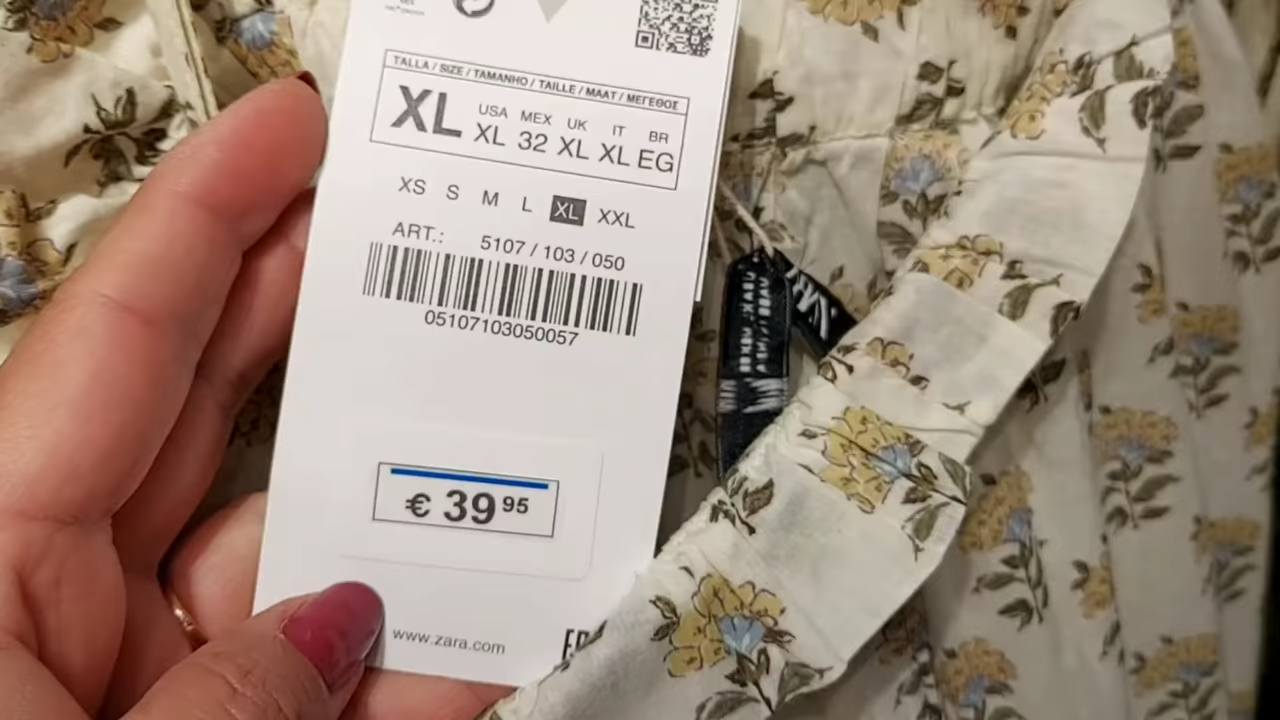 TALLA / SIZE / TAMANHO / TAILLE / MAAT / ΜΕΓΕΘΟΣ
XL
USA MEX UK IT BR
XL 32 XL XL EG
XS S M L XL XXL
ART.: 5107 / 103 / 050
05107103050057
€ 39 95
www.zara.com